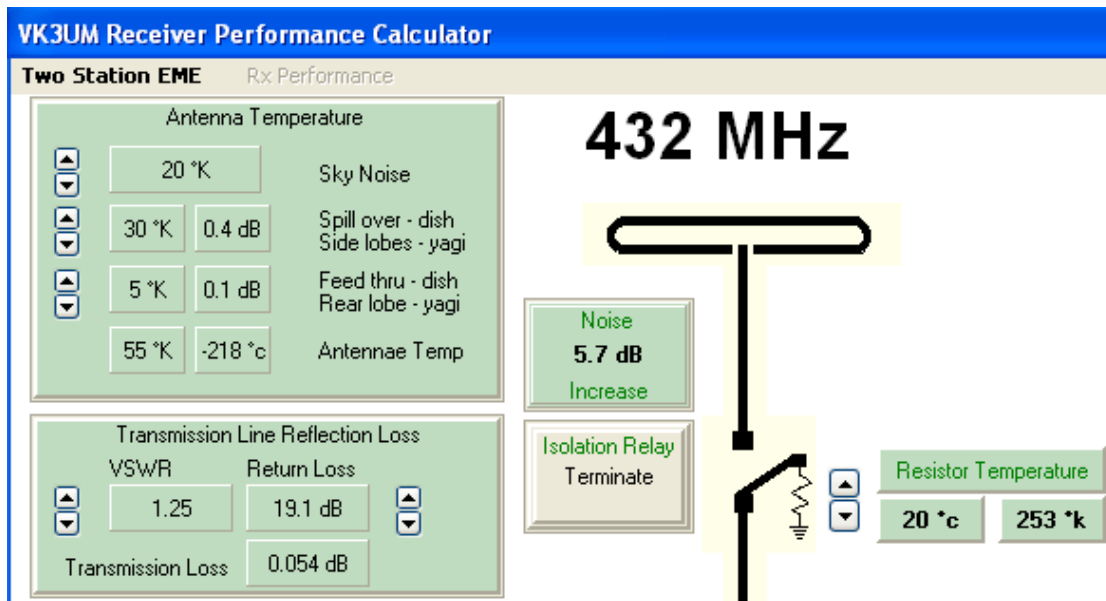 VK3UM Receiver Performance Calculator
Two Station EME Rx Performance
Antenna Temperature
20 °K Sky Noise
30 °K 0.4 dB Spill over - dish
Side lobes - yagi
5 °K 0.1 dB Feed thru - dish
Rear lobe - yagi
55 °K -218 °c Antennae Temp
432 MHz
Noise
5.7 dB
Increase
Transmission Line Reflection Loss
VSWR Return Loss
1.25 19.1 dB
Transmission Loss 0.054 dB
Isolation Relay
Terminate
Resistor Temperature
20 °c 253 °k